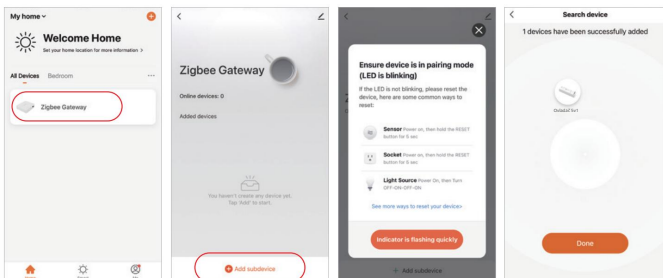 My home
Welcome Home
Set your home location for more information >
All Devices Bedroom ...
Zigbee Gateway
Zigbee Gateway
Online devices: 0
Added devices
You haven't create any device yet.
Tap 'Add' to start.
Add subdevice
Ensure device is in pairing mode
(LED is blinking)
If the LED is not blinking, please reset the
device, here are some common ways to
reset:
Sensor Power on, then hold the RESET
button for 5 sec
Socket Power on, then hold the RESET
button for 5 sec
Light Source Power On, then Turn
OFF-ON-OFF-ON
See more ways to reset your device>
Indicator is flashing quickly
+ Add subdevice
Search device
1 devices have been successfully added
Done